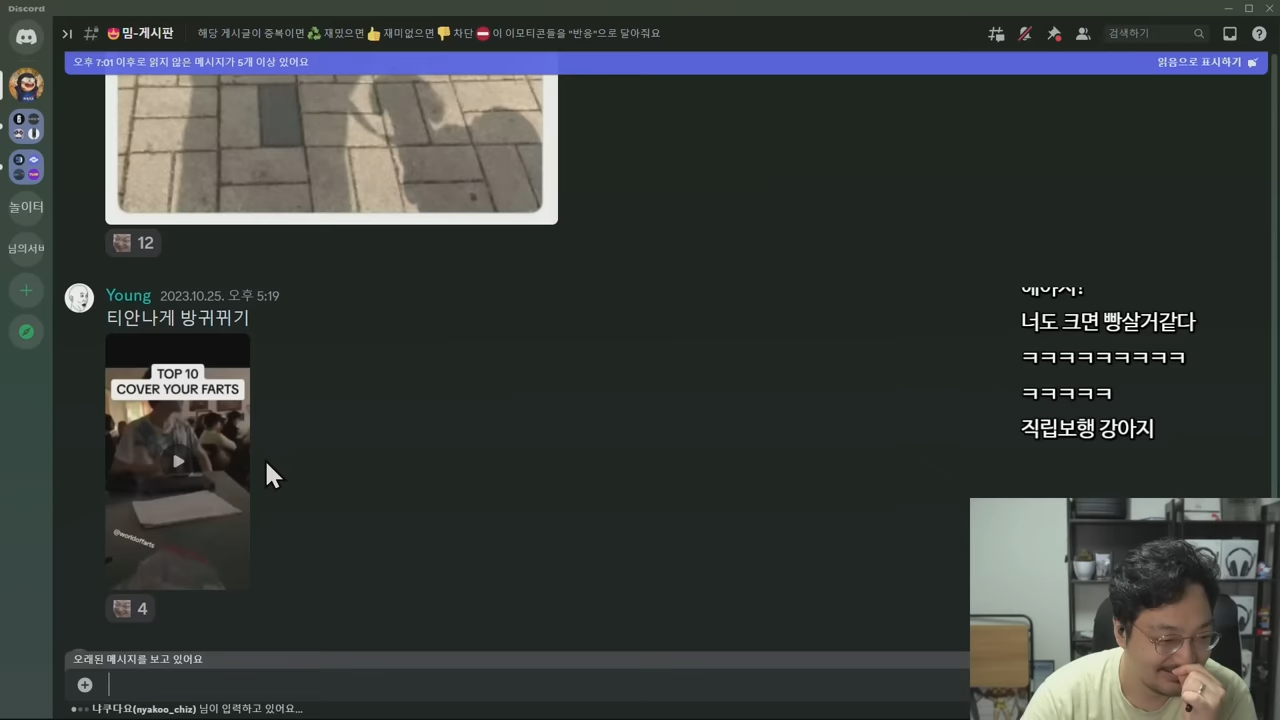 Discord
밈-게시판
해당 게시글이 중복이면 재밌으면 재미없으면 차단 이 이모티콘들을 "반응"으로 달아줘요
검색하기
오후 7:01 이후로 읽지 않은 메시지가 5개 이상 있어요
읽음으로 표시하기
놀이터
님의서버
12
Young 2023.10.25. 오후 5:19
티안나게 방귀뀌기
TOP 10
COVER YOUR FARTS
@worldoffarts
4
너도 크면 빵살거같다
ㅋㅋㅋㅋㅋㅋㅋㅋㅋ
ㅋㅋㅋㅋㅋ
직립보행 강아지
오래된 메시지를 보고 있어요
냐쿠다요(nyakoo_chiz) 님이 입력하고 있어요...